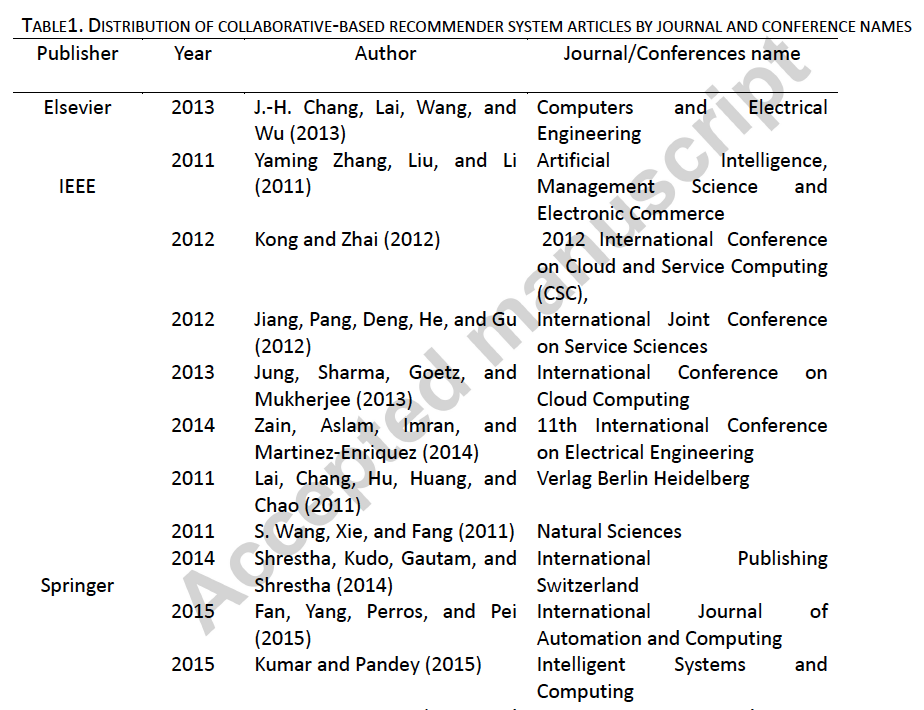 TABLE1. DISTRIBUTION OF COLLABORATIVE-BASED RECOMMENDER SYSTEM ARTICLES BY JOURNAL AND CONFERENCE NAMES
Publisher Year Author Journal/Conferences name
Elsevier 2013 J.-H. Chang, Lai, Wang, and Computers and Electrical
Wu (2013) Engineering
2011 Yaming Zhang, Liu, and Li Artificial Intelligence,
IEEE (2011) Management Science and
Electronic Commerce
2012 Kong and Zhai (2012) 2012 International Conference
on Cloud and Service Computing
(CSC),
2012 Jiang, Pang, Deng, He, and Gu International Joint Conference
(2012) on Service Sciences
2013 Jung, Sharma, Goetz, and International Conference on
Mukherjee (2013) Cloud Computing
2014 Zain, Aslam, Imran, and 11th International Conference
Martinez-Enriquez (2014) on Electrical Engineering
2011 Lai, Chang, Hu, Huang, and Verlag Berlin Heidelberg
Chao (2011)
2011 S. Wang, Xie, and Fang (2011) Natural Sciences
2014 Shrestha, Kudo, Gautam, and International Publishing
Springer Shrestha (2014) Switzerland
2015 Fan, Yang, Perros, and Pei International Journal of
(2015) Automation and Computing
2015 Kumar and Pandey (2015) Intelligent Systems and
Computing
Accepted manuscript